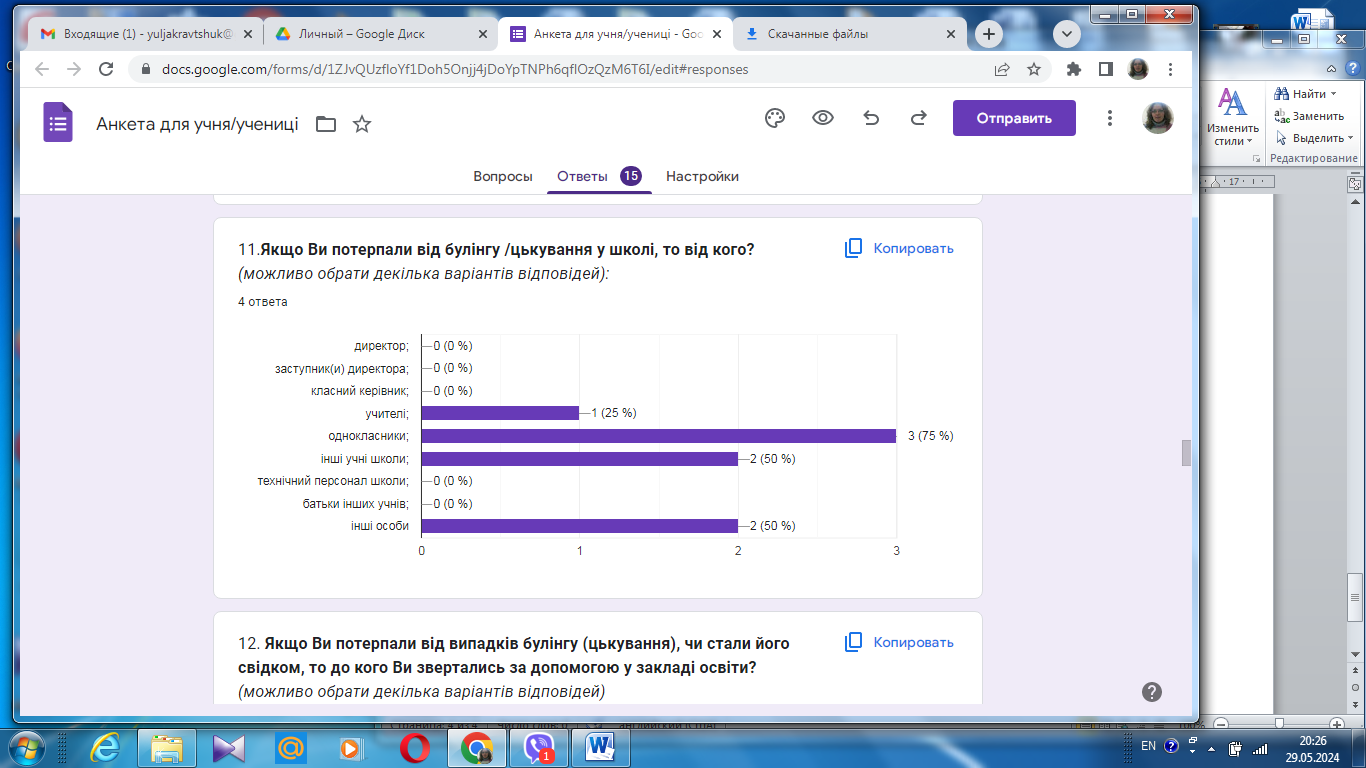 Входящие (1) - yuljakravtshuk@
Личный – Google Диск
Анкета для учня/учениці - Goo
Скачанные файлы
docs.google.com/forms/d/1ZJvQUzfloYf1Doh5Onjj4jDoYpTNPh6qflOzQzM6T6I/edit#responses
Анкета для учня/учениці
Отправить
Вопросы
Ответы 15
Настройки
11.Якщо Ви потерпали від булінгу /цькування у школі, то від кого?
(можливо обрати декілька варіантів відповідей):
Копировать
4 ответа
директор; 0 (0 %)
заступник(и) директора; 0 (0 %)
класний керівник; 0 (0 %)
учителі; 1 (25 %)
однокласники; 3 (75 %)
інші учні школи; 2 (50 %)
технічний персонал школи; 0 (0 %)
батьки інших учнів; 0 (0 %)
інші особи 2 (50 %)
0 1 2 3
12. Якщо Ви потерпали від випадків булінгу (цькування), чи стали його
свідком, то до кого Ви звертались за допомогою у закладі освіти?
(можливо обрати декілька варіантів відповідей)
Копировать
Изменить
стили
Найти
Заменить
Выделить
Редактирование
17
EN
20:26
29.05.2024
1